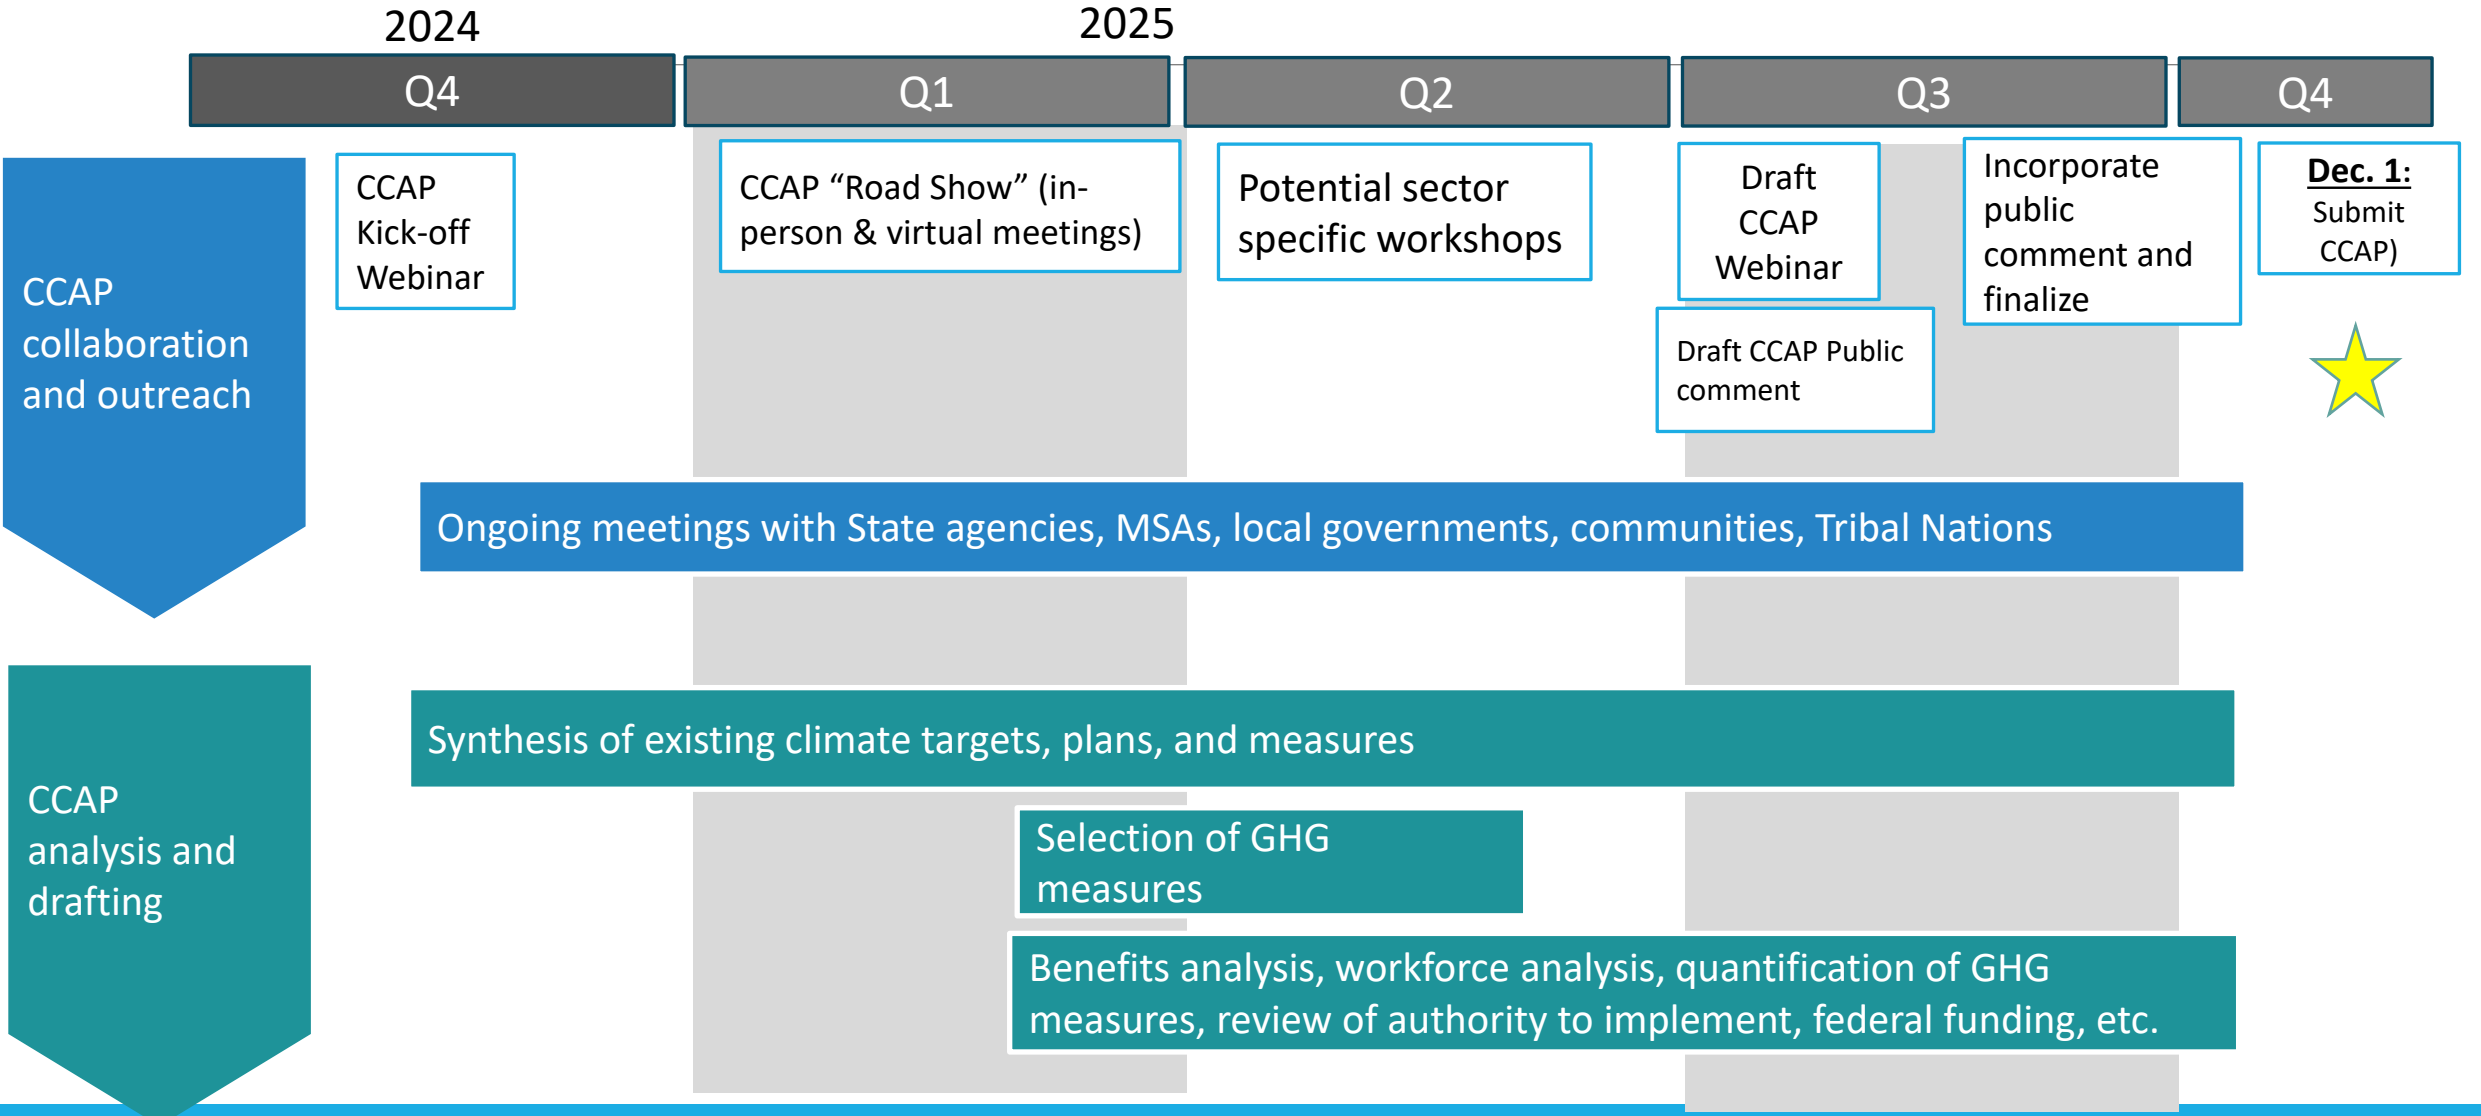 2024
2025
Q4
Q1
Q2
Q3
Q4
CCAP
collaboration
and outreach
CCAP
Kick-off
Webinar
CCAP “Road Show” (in-
person & virtual meetings)
Potential sector
specific workshops
Draft
CCAP
Webinar
Draft CCAP Public
comment
Incorporate
public
comment and
finalize
Dec. 1:
Submit
CCAP)
Ongoing meetings with State agencies, MSAs, local governments, communities, Tribal Nations
CCAP
analysis and
drafting
Synthesis of existing climate targets, plans, and measures
Selection of GHG
measures
Benefits analysis, workforce analysis, quantification of GHG
measures, review of authority to implement, federal funding, etc.